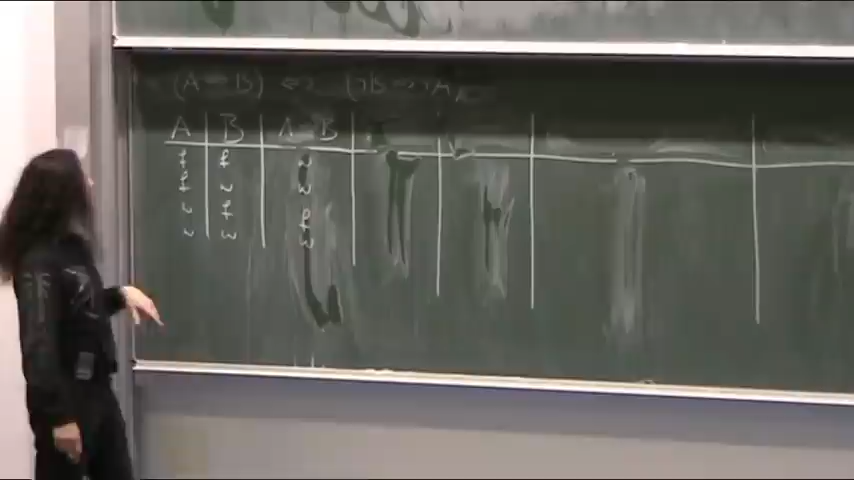 (A ⇒ B) ⇔ (¬B ⇒ ¬A)
A B A ⇒ B
f f w
f w w
w f f
w w w